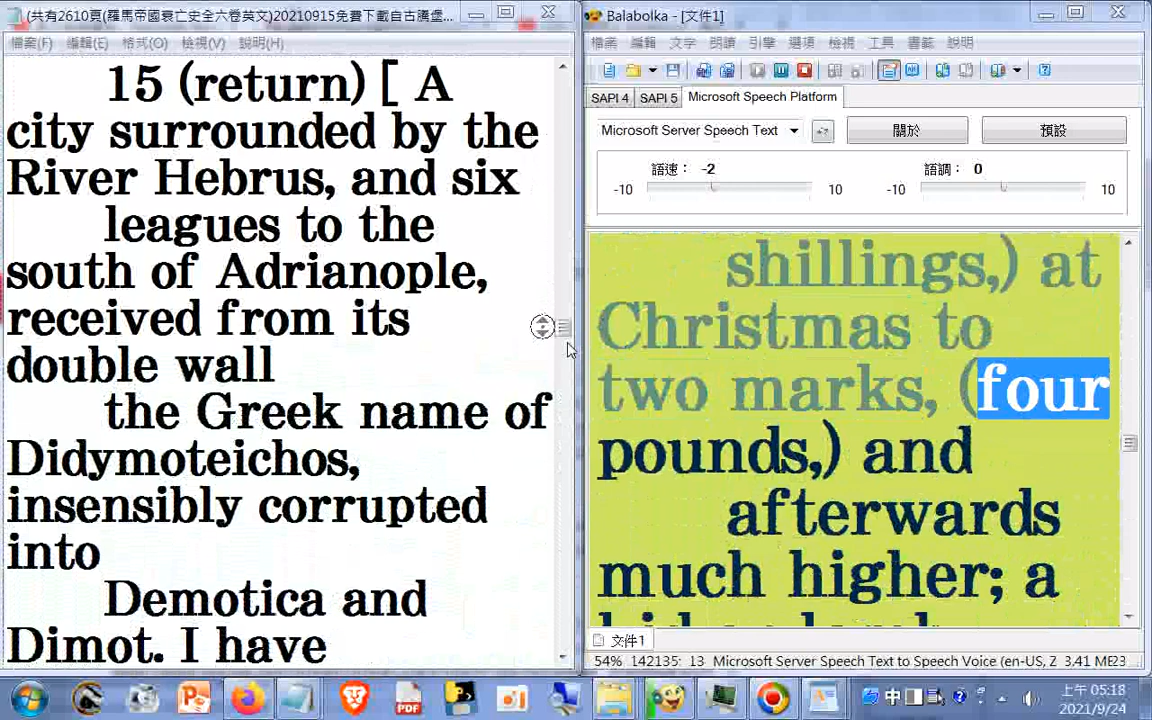 (共有2610頁(羅馬帝國衰亡史全六卷英文)20210915免費下載自古騰堡...
檔案(F) 編輯(E) 格式(O) 檢視(V) 說明(H)
15 (return) [ A
city surrounded by the
River Hebrus, and six
leagues to the
south of Adrianople,
received from its
double wall
the Greek name of
Didymoteichos,
insensibly corrupted
into
Demotica and
Dimot. I have
Balabolka - [文件1]
檔案 編輯 文字 朗讀 引擎 選項 檢視 工具 書籤 說明
SAPI 4 SAPI 5 Microsoft Speech Platform
Microsoft Server Speech Text
關於
預設
語速： -2
-10 10
語調： 0
-10 10
shillings,) at
Christmas to
two marks, (four
pounds,) and
afterwards
much higher; a
文件1
54% 142135: 13 Microsoft Server Speech Text to Speech Voice (en-US, Z 3.41 ME23
PDF
中
上午 05:18
2021/9/24